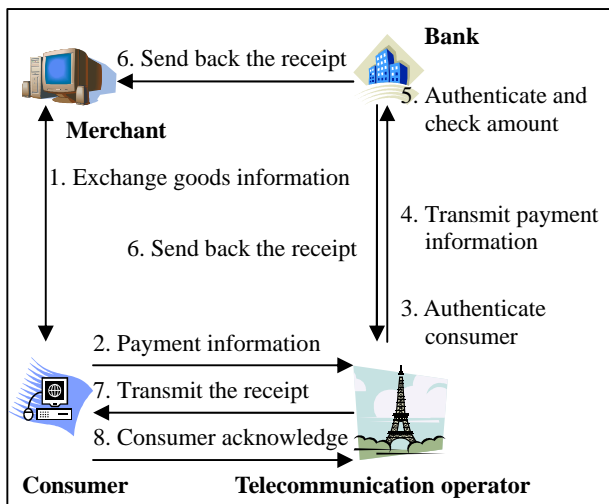 Bank
6. Send back the receipt
5. Authenticate and
check amount
Merchant
1. Exchange goods information
4. Transmit payment
information
6. Send back the receipt
3. Authenticate
consumer
2. Payment information
7. Transmit the receipt
8. Consumer acknowledge
Consumer
Telecommunication operator